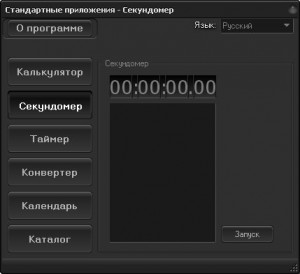 Стандартные приложения - Секундомер
О программе
Язык: Русский
Калькулятор
Секундомер
Таймер
Конвертер
Календарь
Каталог
Секундомер
00:00:00.00
Запуск